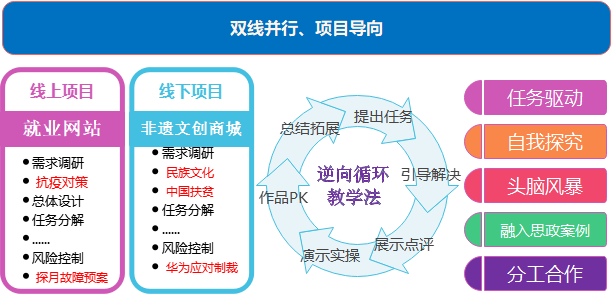 双线并行、项目导向
线上项目
就业网站
需求调研
抗疫对策
总体设计
任务分解
......
风险控制
探月故障预案
线下项目
非遗文创商城
需求调研
民族文化
中国扶贫
任务分解
......
风险控制
华为应对制裁
提出任务
引导解决
展示点评
演示实操
作品PK
总结拓展
逆向循环
教学法
任务驱动
自我探究
头脑风暴
融入思政案例
分工合作